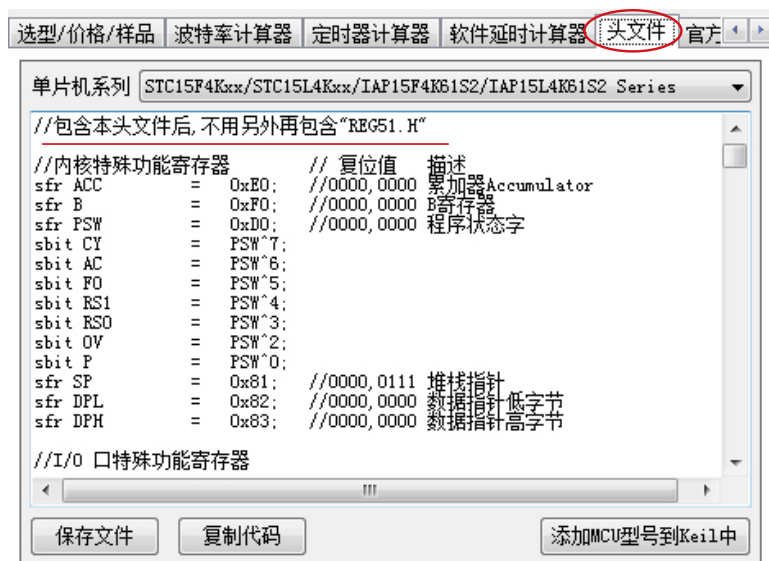 选型/价格/样品 波特率计算器 定时器计算器 软件延时计算器 头文件 官方
单片机系列 STC15F4Kxx/STC15L4Kxx/IAP15F4K61S2/IAP15L4K61S2 Series
//包含本头文件后,不用另外再包含"REG51.H"
//内核特殊功能寄存器 // 复位值 描述
sfr ACC = 0xE0; //0000,0000 累加器Accumulator
sfr B = 0xF0; //0000,0000 B寄存器
sfr PSW = 0xD0; //0000,0000 程序状态字
sbit CY = PSW^7;
sbit AC = PSW^6;
sbit F0 = PSW^5;
sbit RS1 = PSW^4;
sbit RS0 = PSW^3;
sbit OV = PSW^2;
sbit P = PSW^0;
sfr SP = 0x81; //0000,0111 堆栈指针
sfr DPL = 0x82; //0000,0000 数据指针低字节
sfr DPH = 0x83; //0000,0000 数据指针高字节
//I/O 口特殊功能寄存器
保存文件 复制代码 添加MCU型号到Keil中